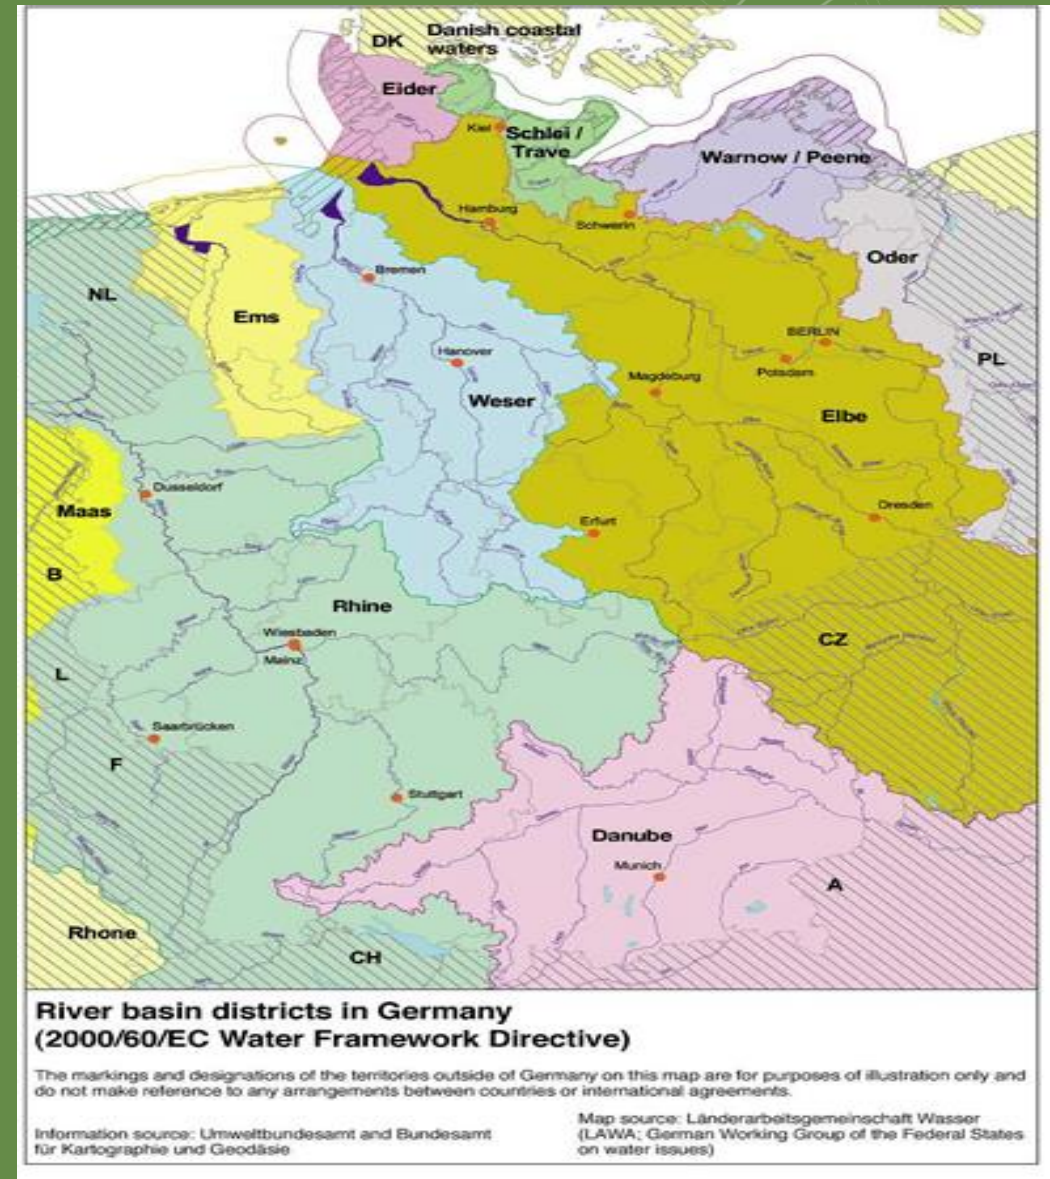 DK
Danish coastal
waters
Eider
Kiel
Schlei /
Trave
Warnow / Peene
Hamburg
Schwerin
Oder
Bremen
NL
Ems
BERLIN
Hanover
Potsdam
PL
Magdeburg
Weser
Elbe
Dusseldorf
Dresden
Maas
Erfurt
B
Rhine
Wiesbaden
CZ
Mainz
L
Saarbrücken
F
Stuttgart
Danube
Munich
A
Rhone
CH
River basin districts in Germany
(2000/60/EC Water Framework Directive)
The markings and designations of the territories outside of Germany on this map are for purposes of illustration only and
do not make reference to any arrangements between countries or international agreements.
Information source: Umweltbundesamt and Bundesamt
für Kartographie und Geodäsie
Map source: Länderarbeitsgemeinschaft Wasser
(LAWA; German Working Group of the Federal States
on water issues)